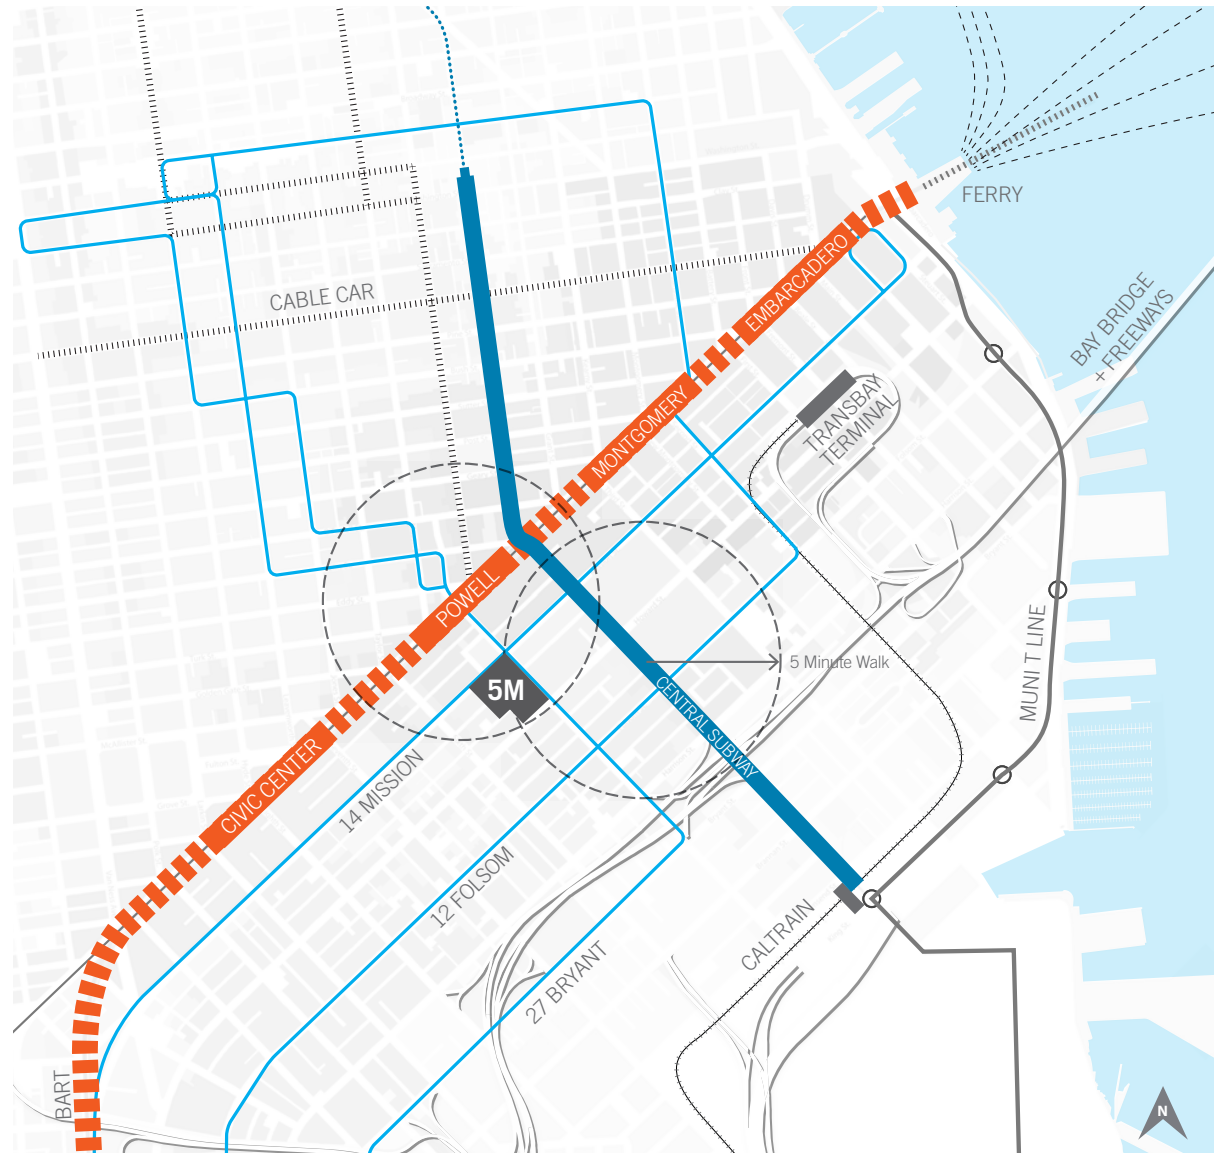 FERRY
EMBARCADERO
CABLE CAR
BAY BRIDGE
+ FREEWAYS
MONTGOMERY
TRANSBAY
TERMINAL
POWELL
5 Minute Walk
5M
MUNI T LINE
CENTRAL SUBWAY
CIVIC CENTER
14 MISSION
12 FOLSOM
CALTRAIN
27 BRYANT
BART
N